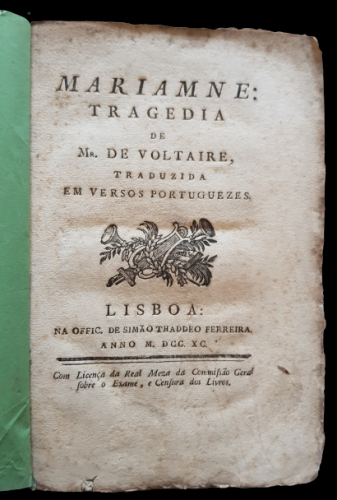 MARIAMNE:
TRAGEDIA
DE
MR. DE VOLTAIRE,
TRADUZIDA
EM VERSOS PORTUGUEZES.
LISBOA:
NA OFFIC. DE SIMÃO THADDEO FERREIRA.
ANNO M. DCC. XC.
Com Licença da Real Meza da Commissão Geral
sobre o Exame, e Censura dos Livros.